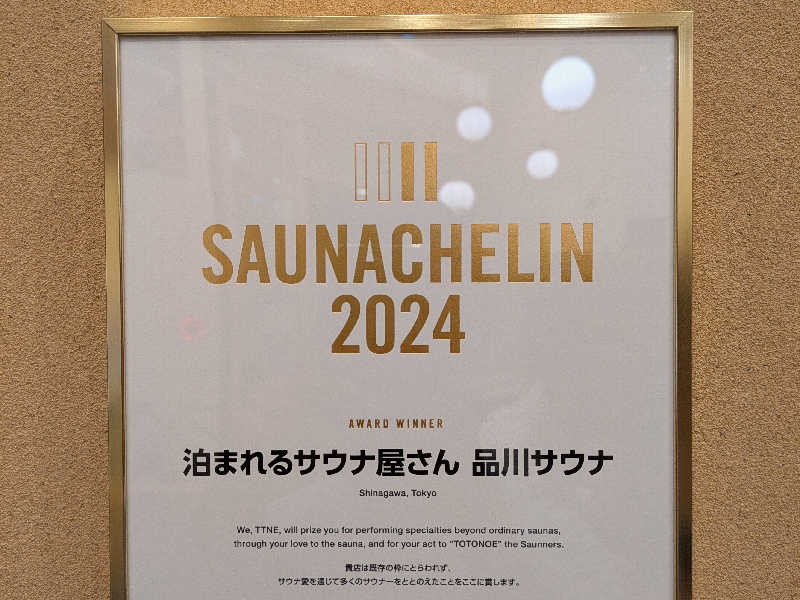 SAUNACHELIN
2024
AWARD WINNER
泊まれるサウナ屋さん 品川サウナ
Shinagawa, Tokyo
We, TTNE, will prize you for performing specialties beyond ordinary saunas,
through your love to the sauna, and for your act to “TOTONOE” the Saunners.
貴店は既存の枠にとらわれず、
サウナ愛を通じて多くのサウナーをととのえたことをここに賞します。